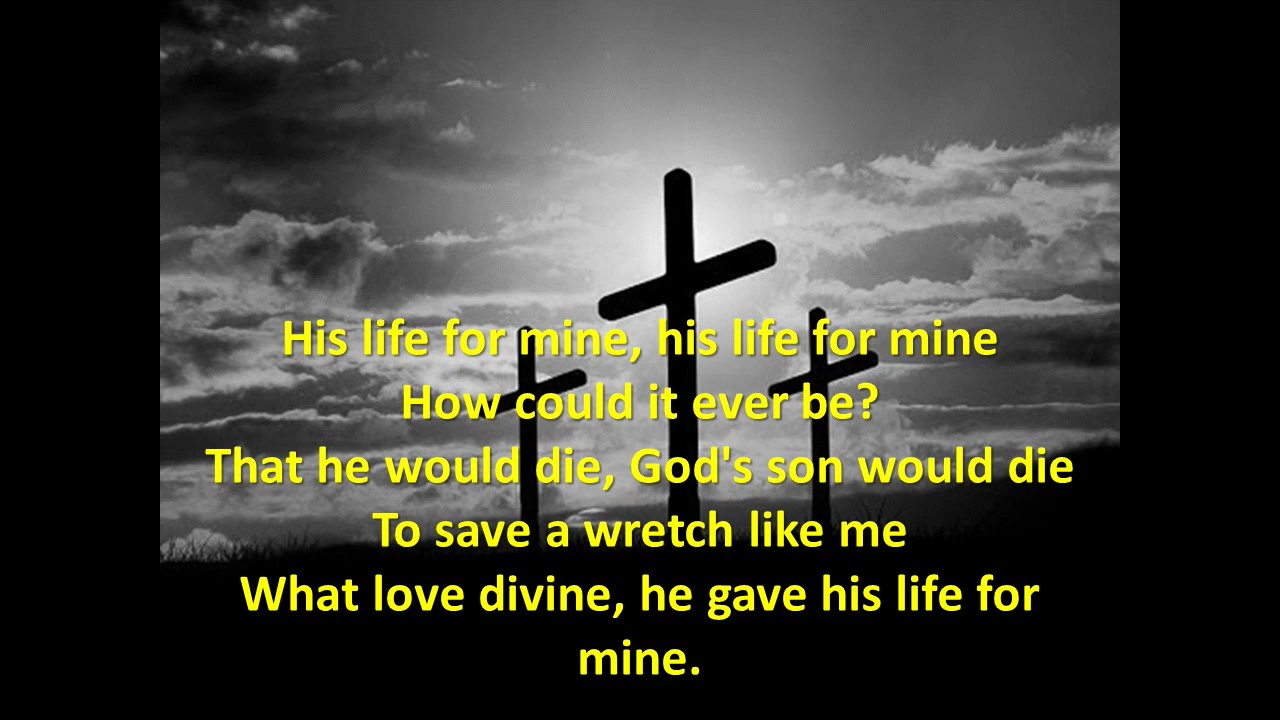 His life for mine, his life for mine
How could it ever be?
That he would die, God's son would die
To save a wretch like me
What love divine, he gave his life for
mine.